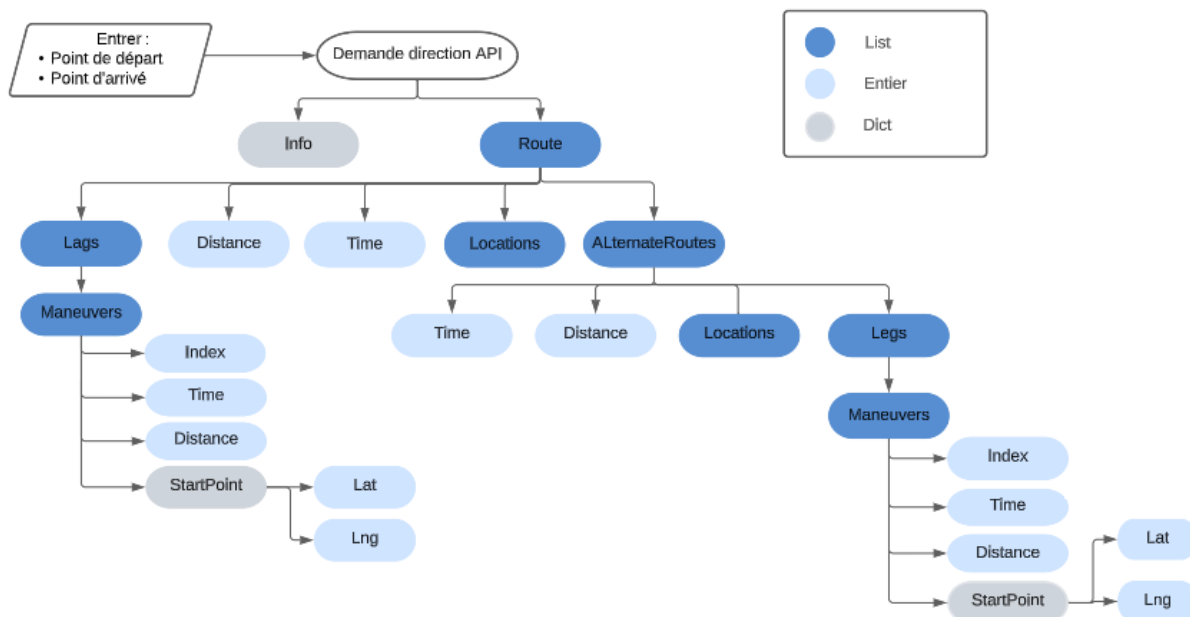 Entrer :
• Point de départ
• Point d'arrivé
Demande direction API
List
Entier
Dict
Info
Route
Lags
Distance
Time
Locations
ALternateRoutes
Maneuvers
Index
Time
Distance
StartPoint
Lat
Lng
Time
Distance
Locations
Legs
Maneuvers
Index
Time
Distance
StartPoint
Lat
Lng